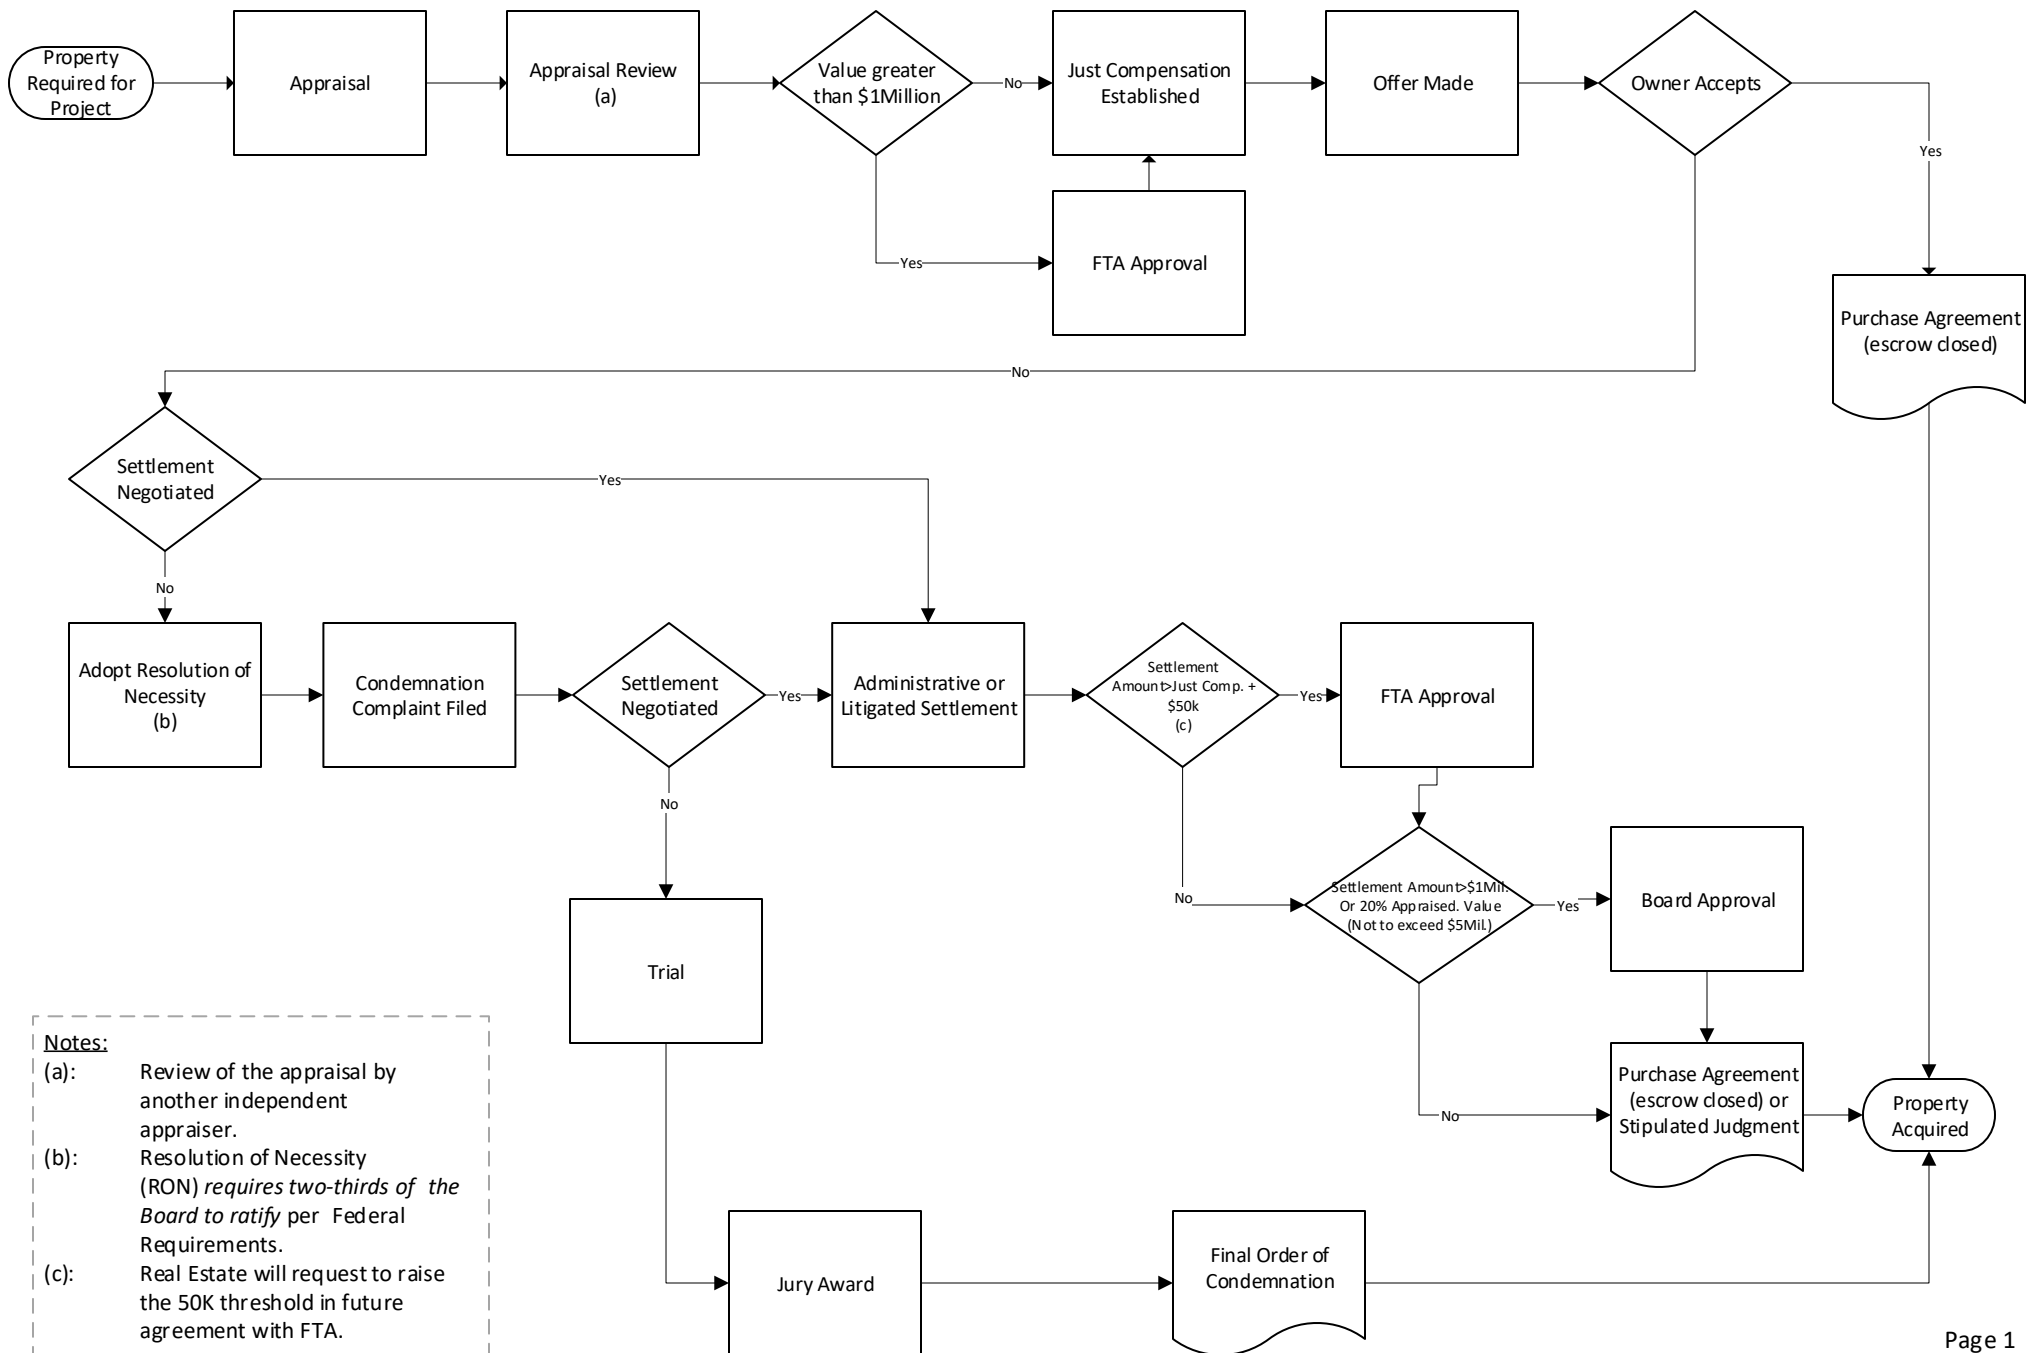 Property
Required for
Project
Appraisal
Appraisal Review
(a)
Value greater
than $1Million
No
Just Compensation
Established
Offer Made
Owner Accepts
Yes
Yes
FTA Approval
Purchase Agreement
(escrow closed)
No
Settlement
Negotiated
Yes
No
Adopt Resolution of
Necessity
(b)
Condemnation
Complaint Filed
Settlement
Negotiated
Yes
Administrative or
Litigated Settlement
Settlement
Amount>Just Comp. +
$50k
(c)
Yes
FTA Approval
No
No
Settlement Amount>$1Mil.
Or 20% Appraised. Value
(Not to exceed $5Mil.)
Yes
Board Approval
Trial
No
Purchase Agreement
(escrow closed) or
Stipulated Judgment
Property
Acquired
Jury Award
Final Order of
Condemnation
Notes:
(a): Review of the appraisal by
another independent
appraiser.
(b): Resolution of Necessity
(RON) requires two-thirds of the
Board to ratify per Federal
Requirements.
(c): Real Estate will request to raise
the 50K threshold in future
agreement with FTA.
Page 1